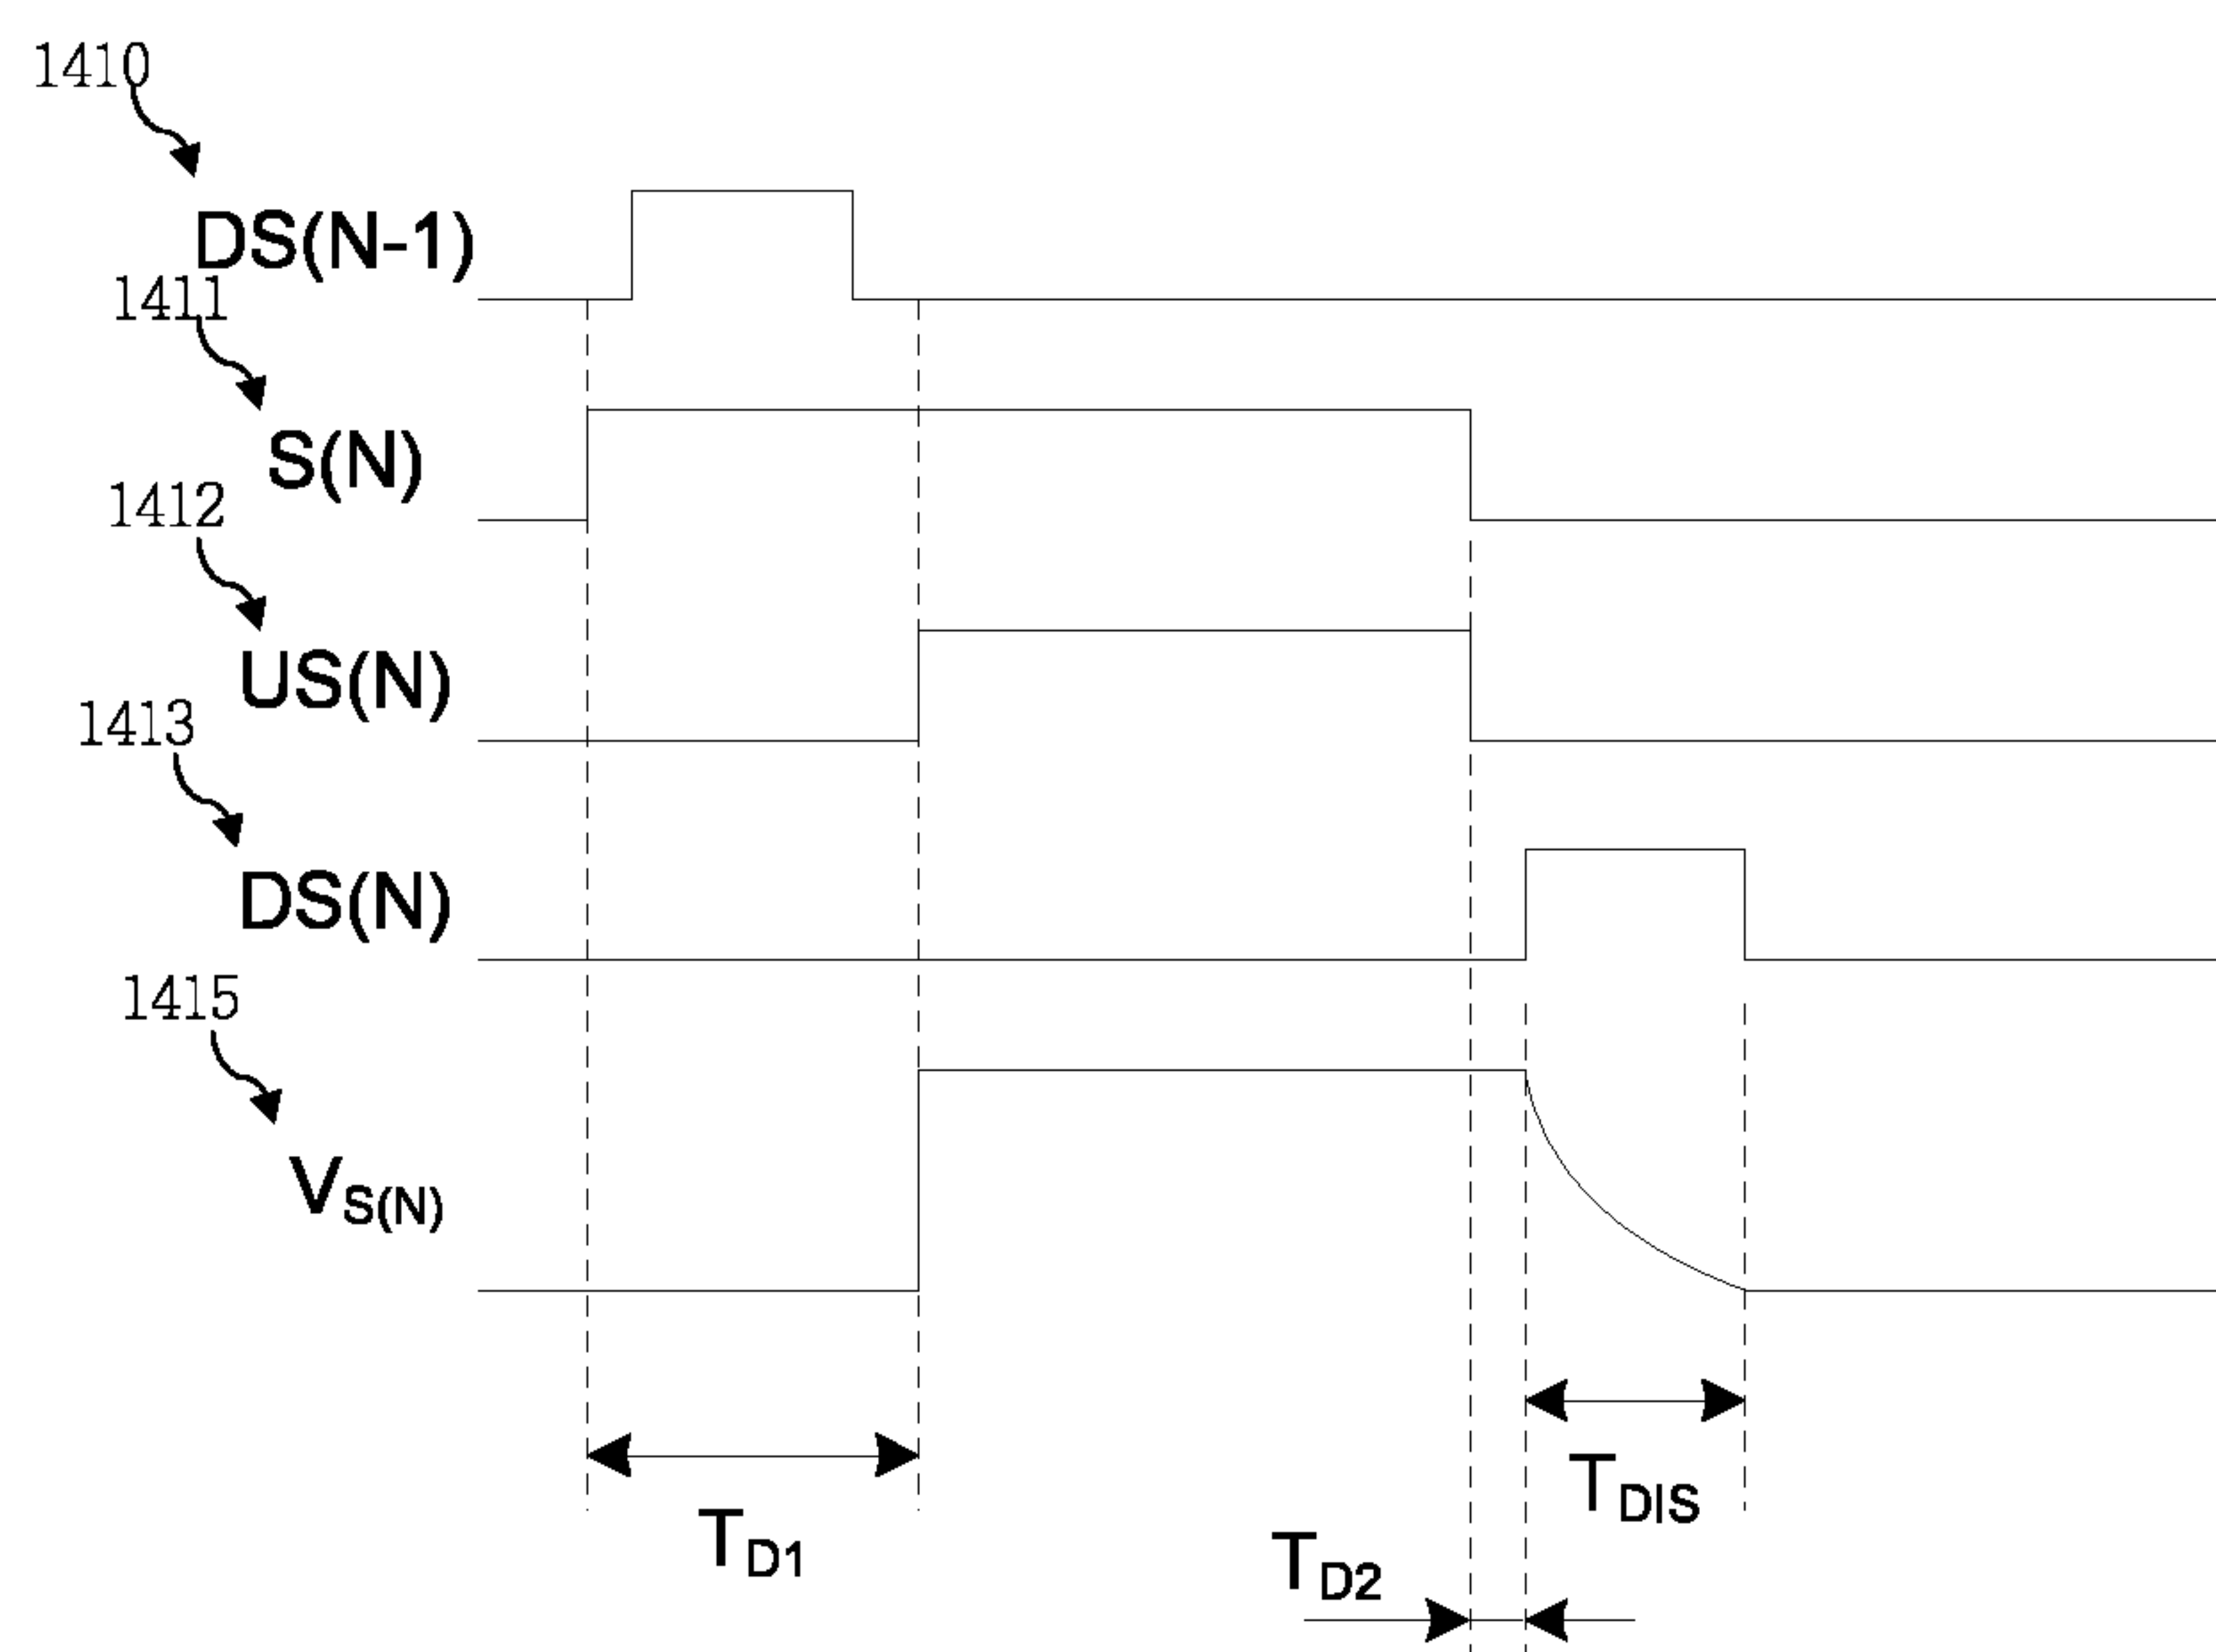 1410
DS(N-1)
1411
S(N)
1412
US(N)
1413
DS(N)
1415
VS(N)
TDIS
TD1
TD2